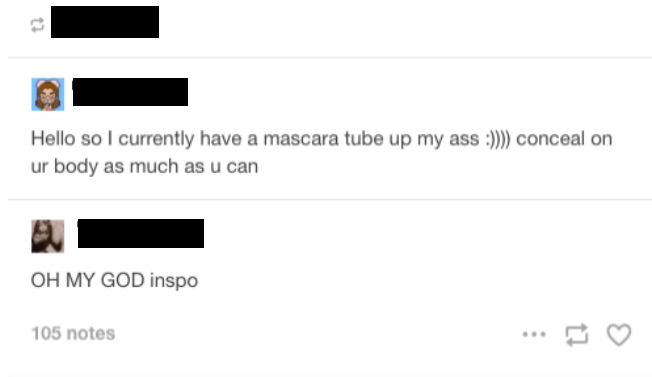 Hello so I currently have a mascara tube up my ass :)))) conceal on
ur body as much as u can
OH MY GOD inspo
105 notes